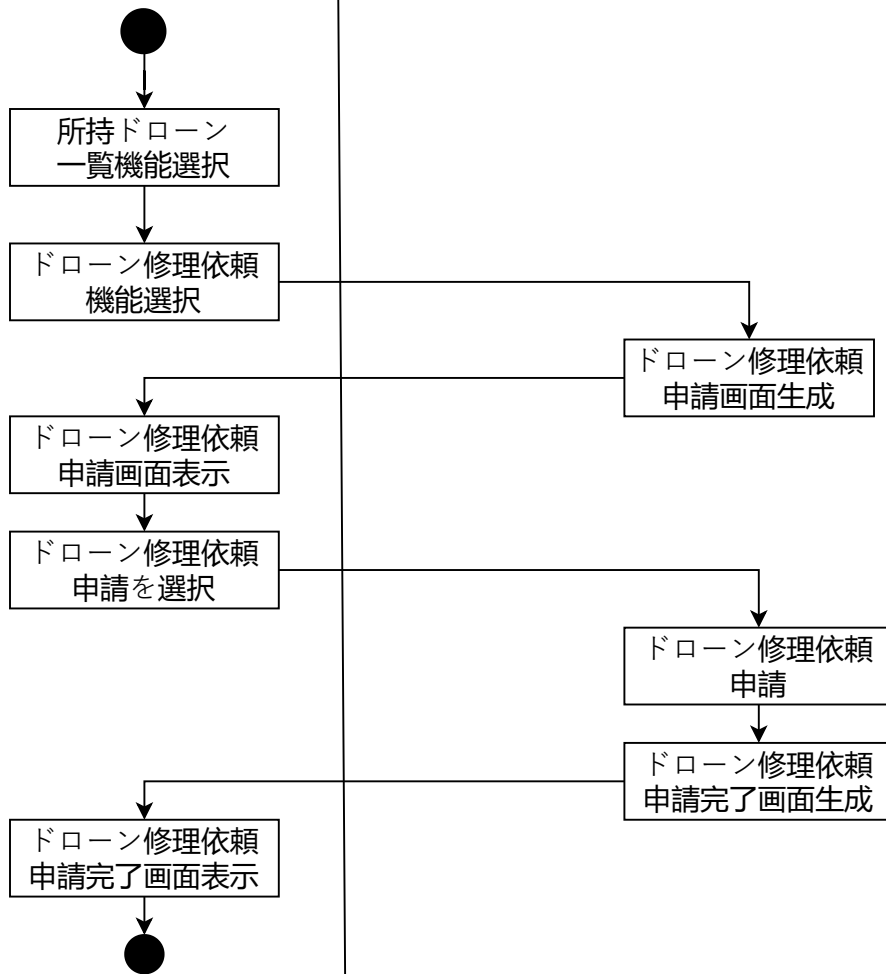 所持ドローン
一覧機能選択
ドローン修理依頼
機能選択
ドローン修理依頼
申請画面生成
ドローン修理依頼
申請画面表示
ドローン修理依頼
申請を選択
ドローン修理依頼
申請
ドローン修理依頼
申請完了画面生成
ドローン修理依頼
申請完了画面表示